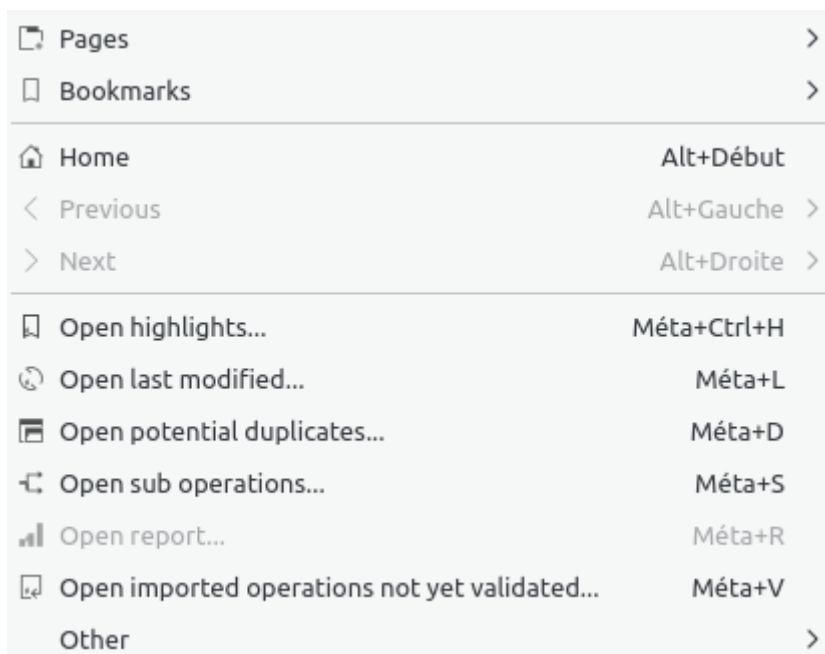 Pages
Bookmarks
Home Alt+Début
Previous Alt+Gauche
Next Alt+Droite
Open highlights... Méta+Ctrl+H
Open last modified... Méta+L
Open potential duplicates... Méta+D
Open sub operations... Méta+S
Open report... Méta+R
Open imported operations not yet validated... Méta+V
Other